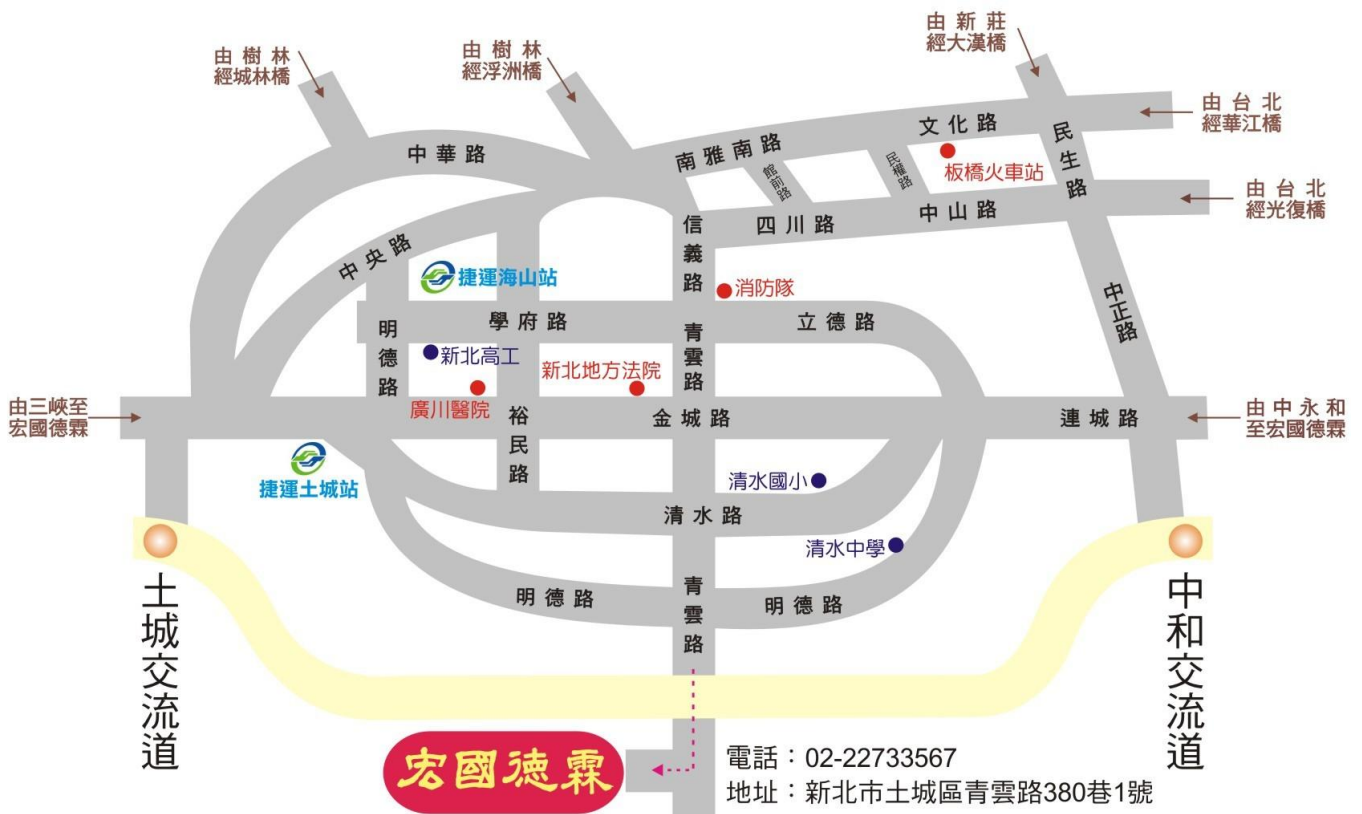 由新莊
經大漢橋
由樹林
經浮洲橋
由樹林
經城林橋
由台北
經華江橋
文化路
民生路
南雅南路
中華路
館前路
民權路
板橋火車站
由台北
經光復橋
四川路
中山路
信義路
中央路
捷運海山站
消防隊
中正路
學府路
立德路
明德路
青雲路
新北高工
新北地方法院
廣川醫院
由三峽至
宏國德霖
裕民路
金城路
連城路
由中永和
至宏國德霖
捷運土城站
清水國小
清水路
清水中學
明德路
青雲路
明德路
土城交流道
中和交流道
宏國德霖
電話：02-22733567
地址：新北市土城區青雲路380巷1號